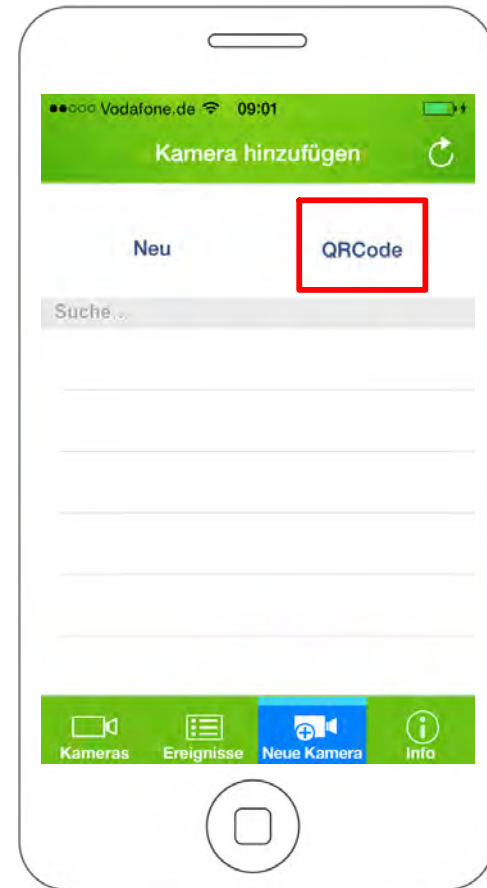 Vodafone.de 09:01
Kamera hinzufügen
Neu QRCode
Suche...
Kameras Ereignisse Neue Kamera Info